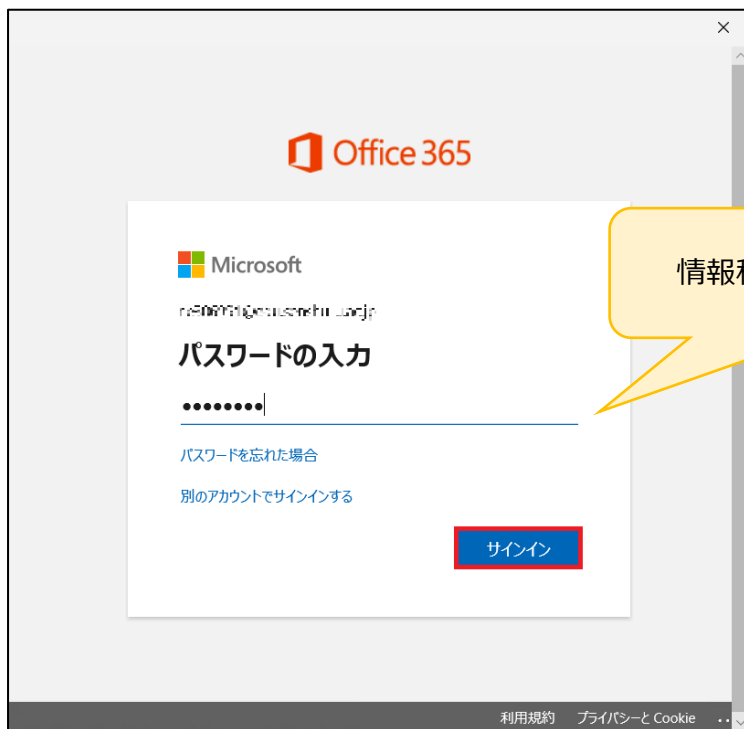 Office 365
Microsoft
パスワードの入力
••••••••
パスワードを忘れた場合
別のアカウントでサインインする
サインイン
情報
利用規約 プライバシーと Cookie ..